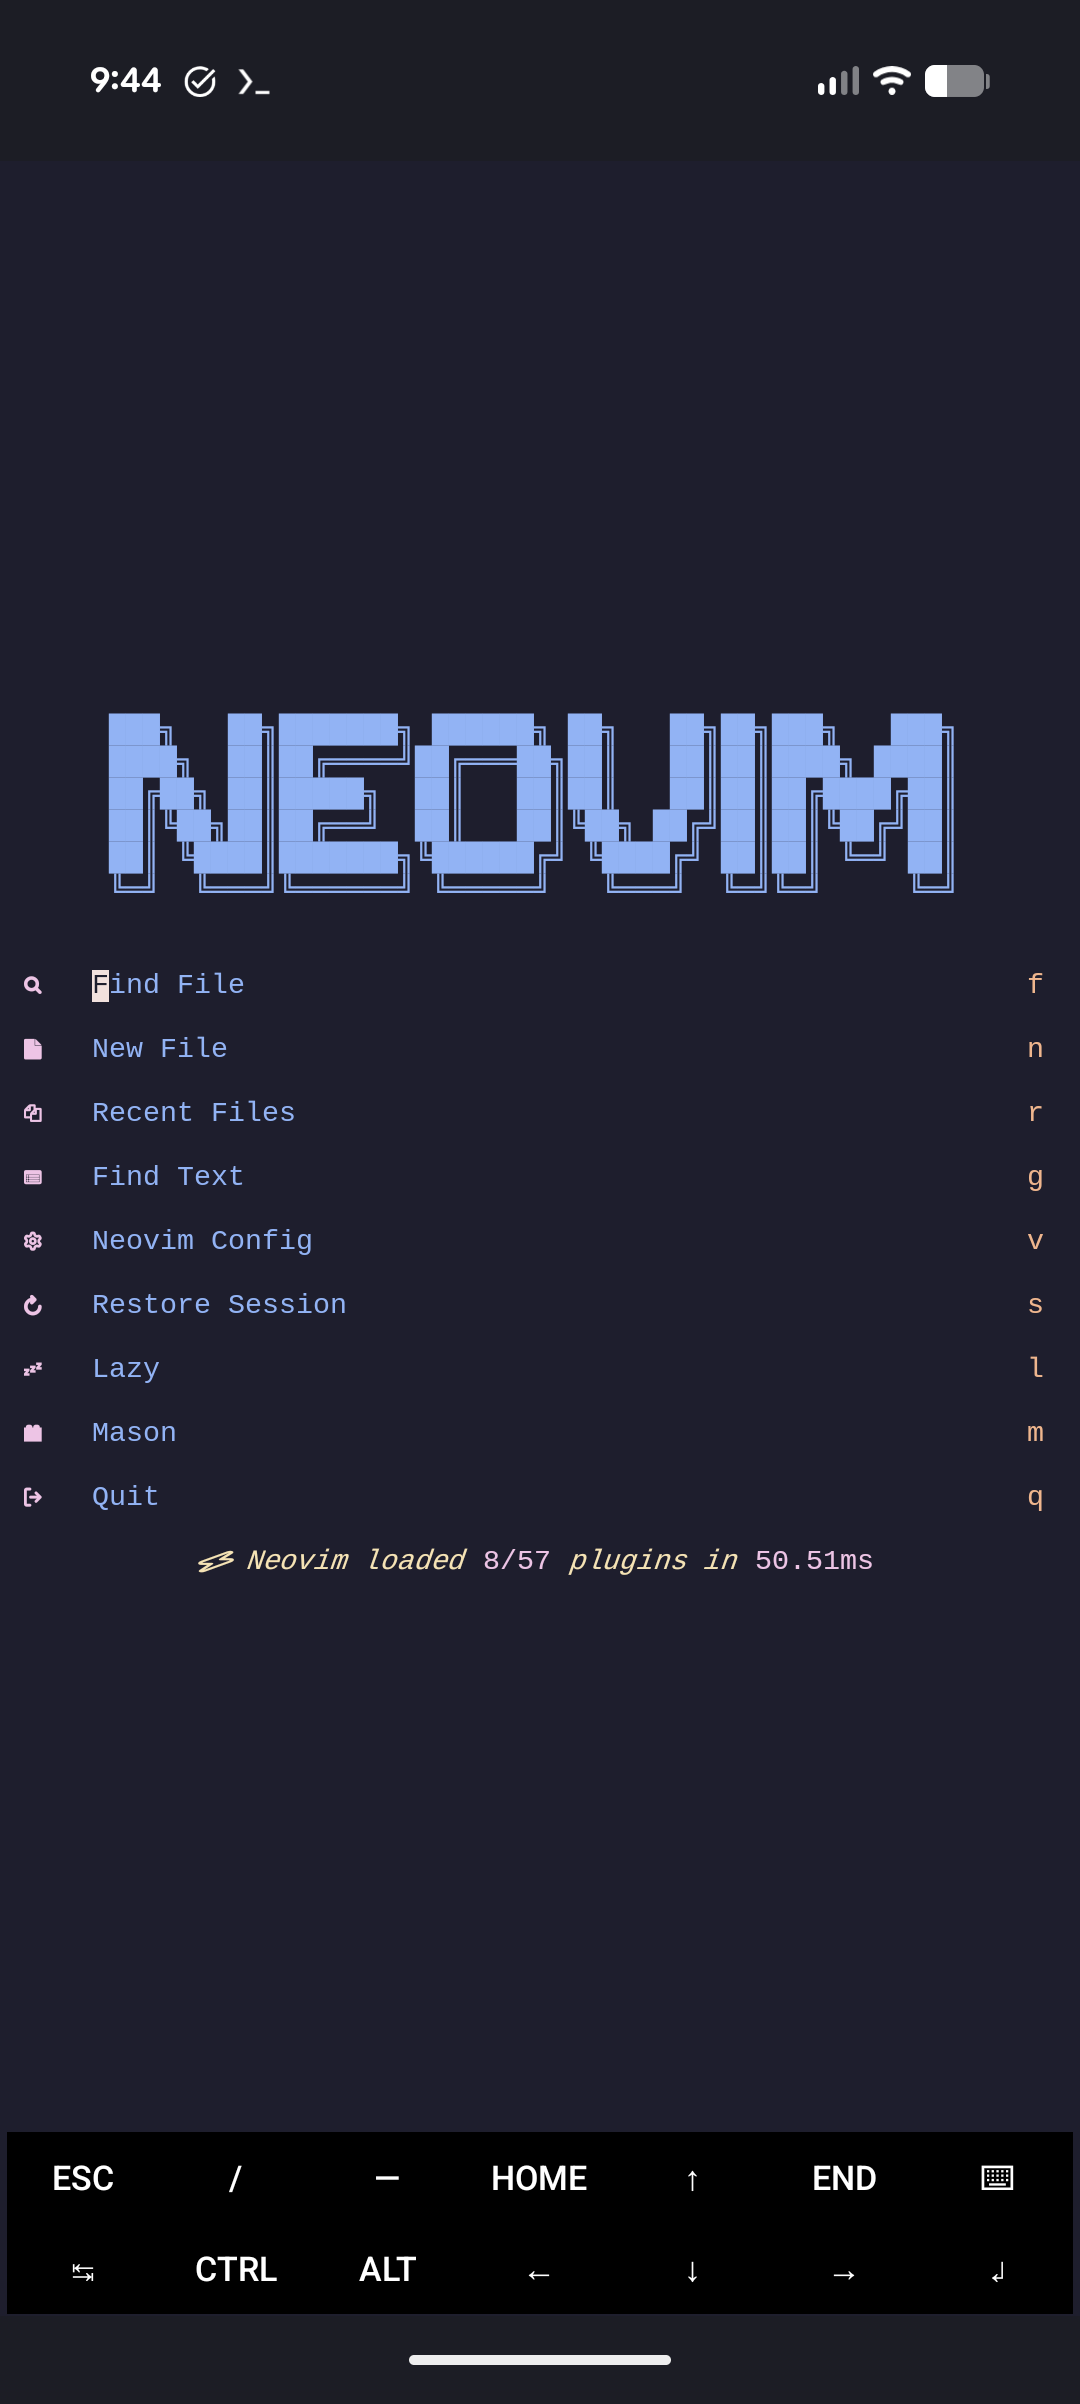 9:44
NEOVIM
Find File f
New File n
Recent Files r
Find Text g
Neovim Config v
Restore Session s
Lazy l
Mason m
Quit q
Neovim loaded 8/57 plugins in 50.51ms
ESC / — HOME ↑ END
↹ CTRL ALT ← ↓ → ↲